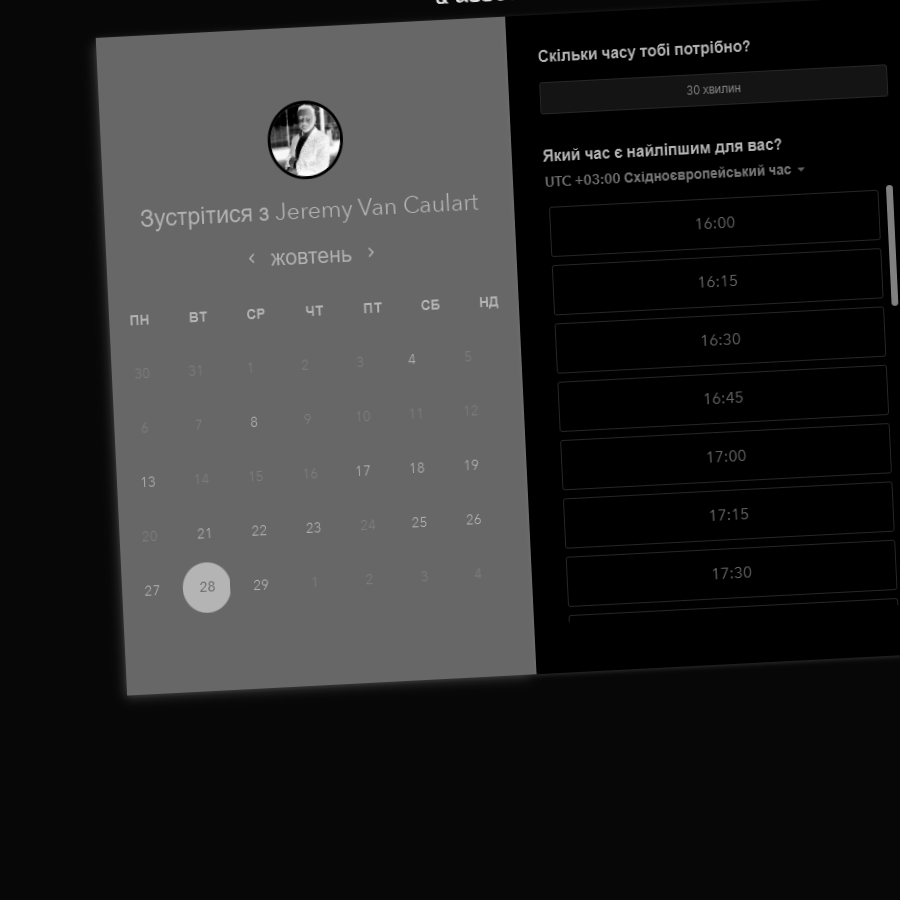 Зустрітися з Jeremy Van Caulart
жовтень
ПН ВТ СР ЧТ ПТ СБ НД
30 31 1 2 3 4 5
6 7 8 9 10 11 12
13 14 15 16 17 18 19
20 21 22 23 24 25 26
27 28 29 1 2 3 4
Скільки часу тобі потрібно?
30 хвилин
Який час є найліпшим для вас?
UTC +03:00 Східноєвропейський час
16:00
16:15
16:30
16:45
17:00
17:15
17:30